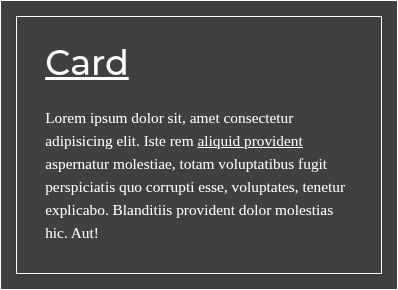 Card
Lorem ipsum dolor sit, amet consectetur
adipisicing elit. Iste rem aliquid provident
aspernatur molestiae, totam voluptatibus fugit
perspiciatis quo corrupti esse, voluptates, tenetur
explicabo. Blanditiis provident dolor molestias
hic. Aut!